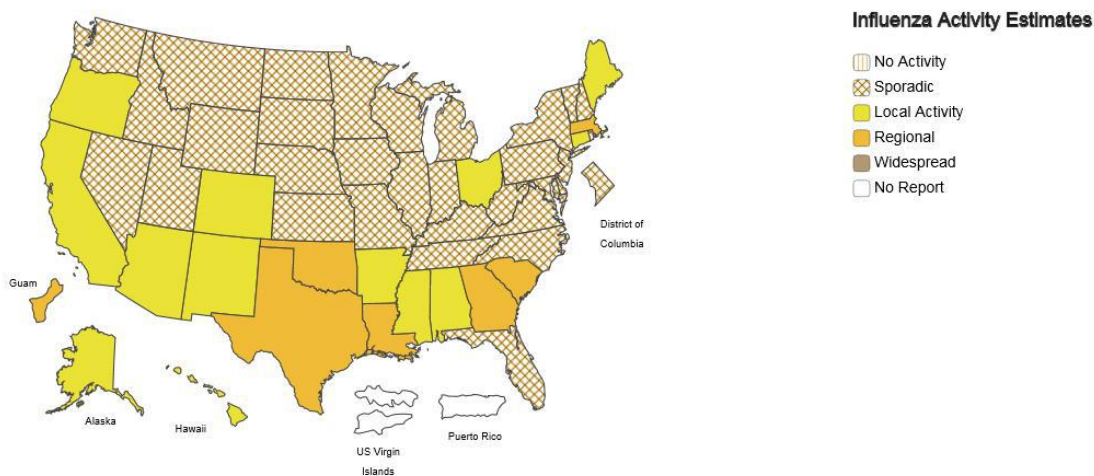 Influenza Activity Estimates
No Activity
Sporadic
Local Activity
Regional
Widespread
No Report
District of
Columbia
Guam
Alaska
Hawaii
US Virgin
Islands
Puerto Rico